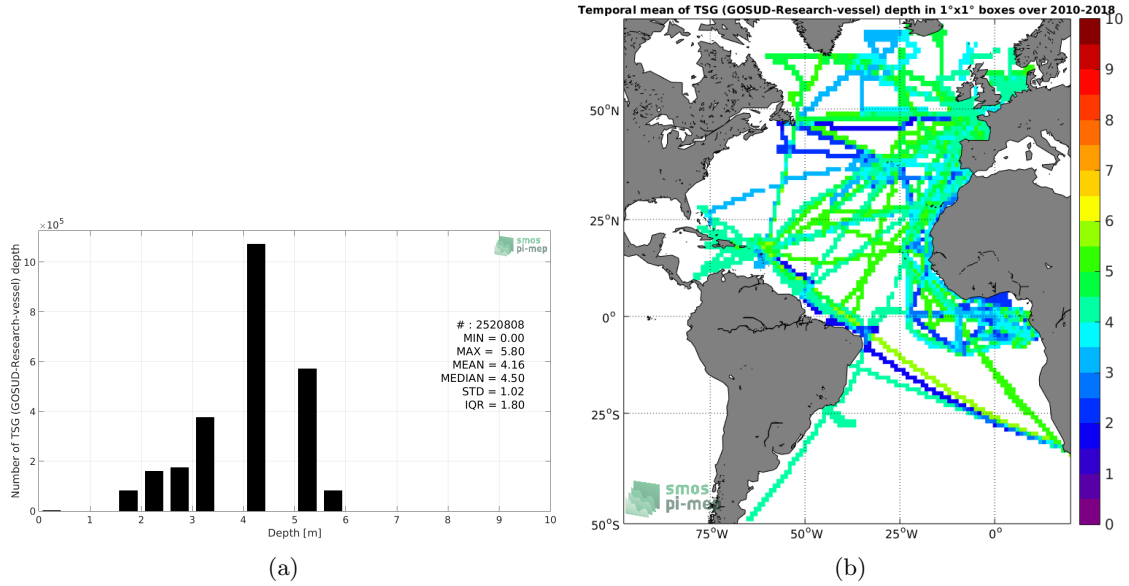 ×10⁵
10
8
6
4
2
0
Number of TSG (GOSUD-Research-vessel) depth
smos
pi-mep
# : 2520808
MIN = 0.00
MAX = 5.80
MEAN = 4.16
MEDIAN = 4.50
STD = 1.02
IQR = 1.80
0 1 2 3 4 5 6 7 8 9 10
Depth [m]
(a)
Temporal mean of TSG (GOSUD-Research-vessel) depth in 1°x1° boxes over 2010-2018
50°N
25°N
0°
25°S
50°S
75°W 50°W 25°W 0°
smos
pi-mep
10
9
8
7
6
5
4
3
2
1
0
(b)